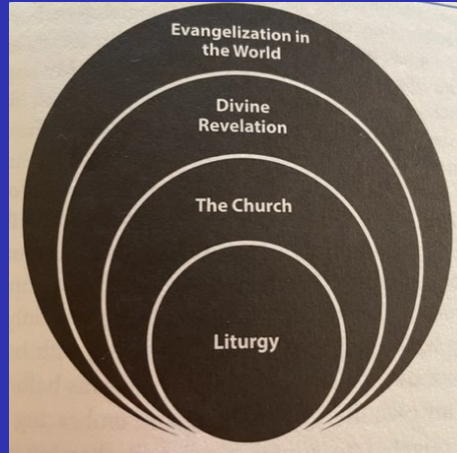 Evangelization in
the World
Divine
Revelation
The Church
Liturgy